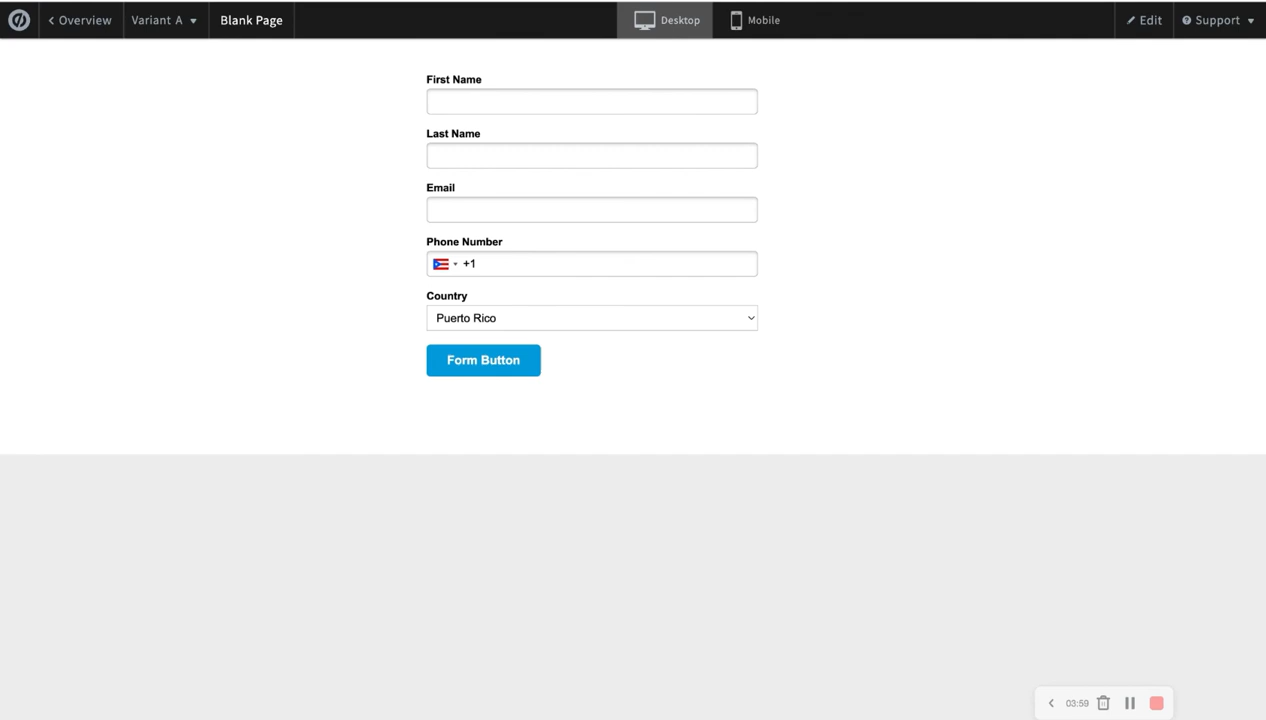 Overview Variant A Blank Page Desktop Mobile Edit Support
First Name
Last Name
Email
Phone Number
+1
Country
Puerto Rico
Form Button
03:59